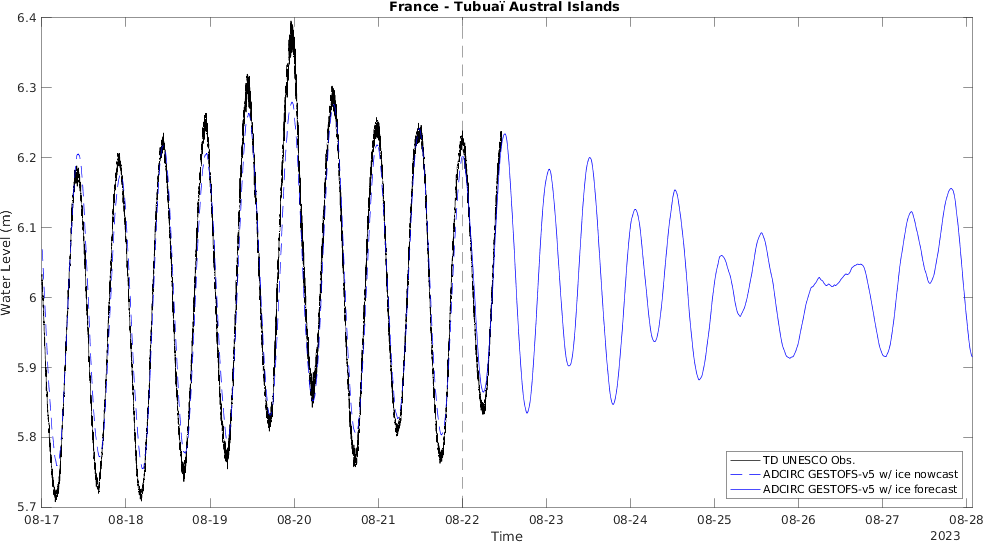 France - Tubuaï Austral Islands
Water Level (m)
6.4
6.3
6.2
6.1
6
5.9
5.8
5.7
TD UNESCO Obs.
ADCIRC GESTOFS-v5 w/ ice nowcast
ADCIRC GESTOFS-v5 w/ ice forecast
08-17 08-18 08-19 08-20 08-21 08-22 08-23 08-24 08-25 08-26 08-27 08-28
Time
2023